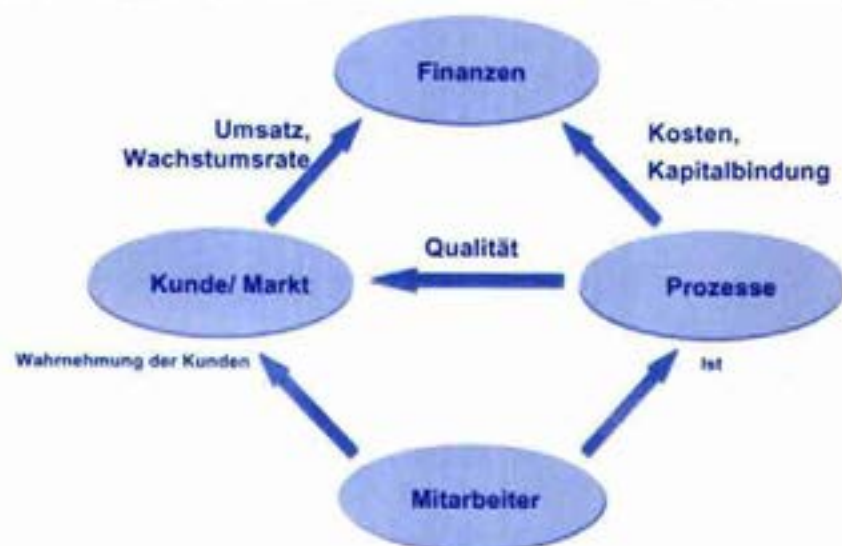 Finanzen
Umsatz,
Wachstumsrate
Kosten,
Kapitalbindung
Qualität
Kunde/ Markt
Prozesse
Wahrnehmung der Kunden
Ist
Mitarbeiter